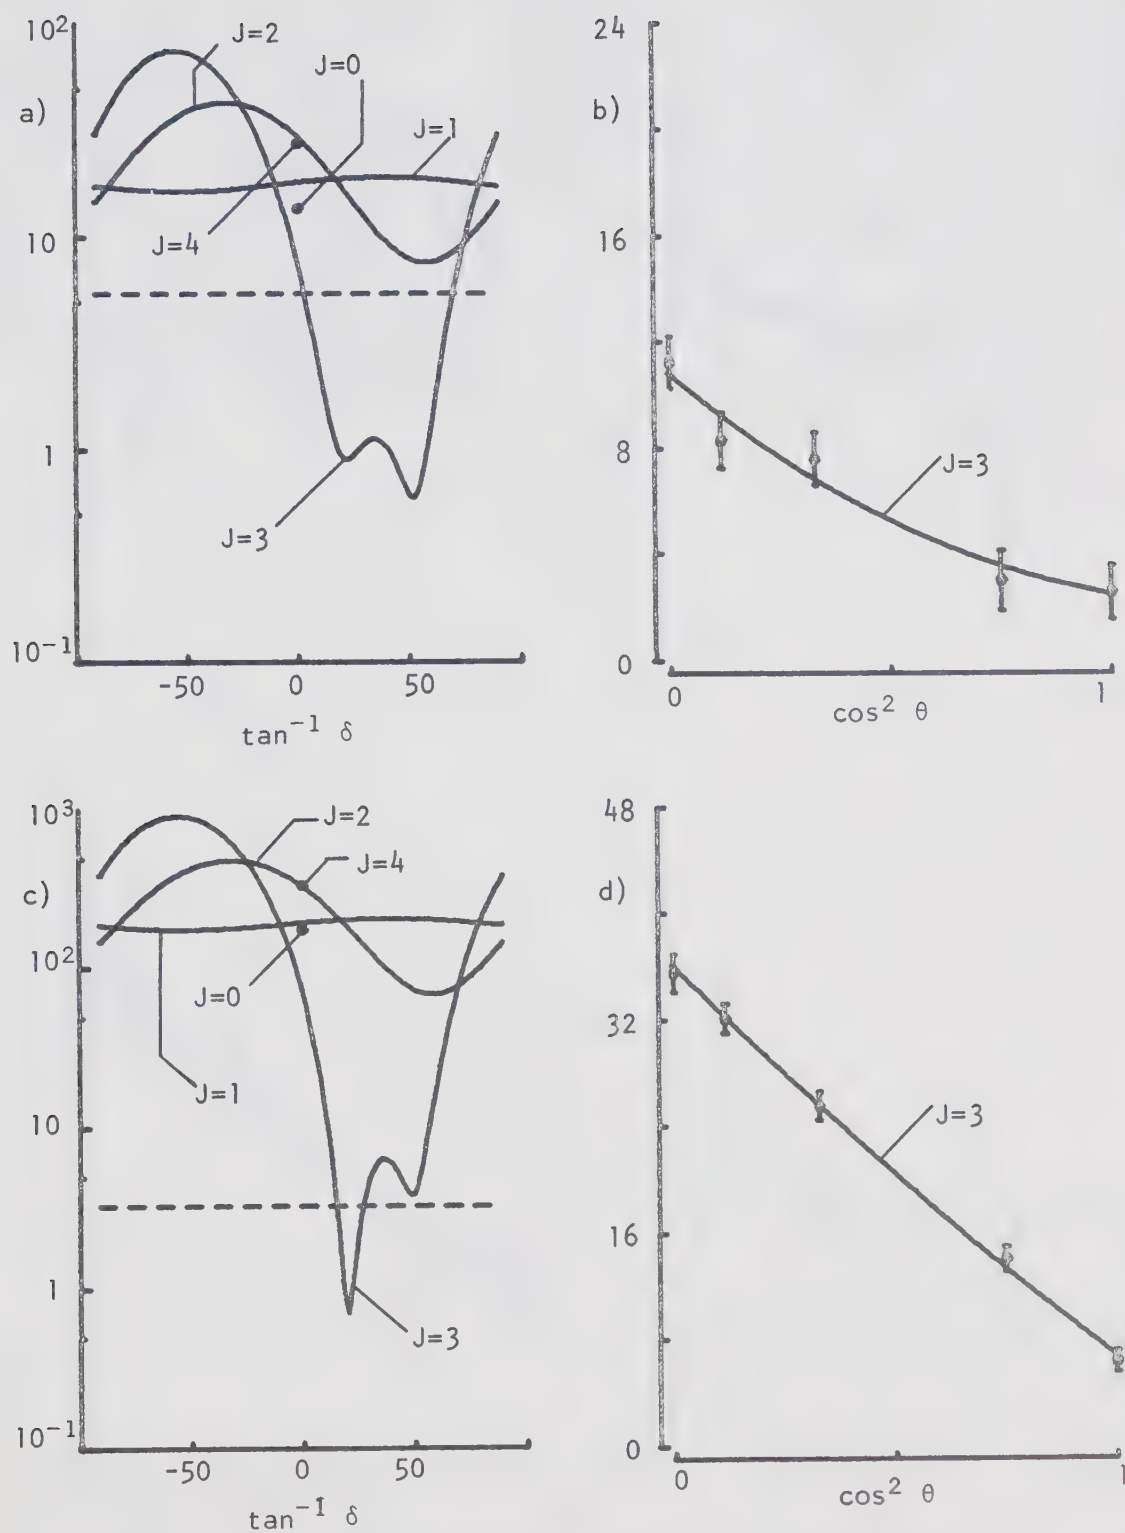 a)
10²
10
1
10⁻¹
J=2
J=0
J=1
J=4
J=3
-50 0 50
tan⁻¹ δ
b)
24
16
8
0
J=3
0 1
cos² θ
c)
10³
10²
10
1
10⁻¹
J=2
J=4
J=0
J=1
J=3
-50 0 50
tan⁻¹ δ
d)
48
32
16
0
J=3
0 1
cos² θ